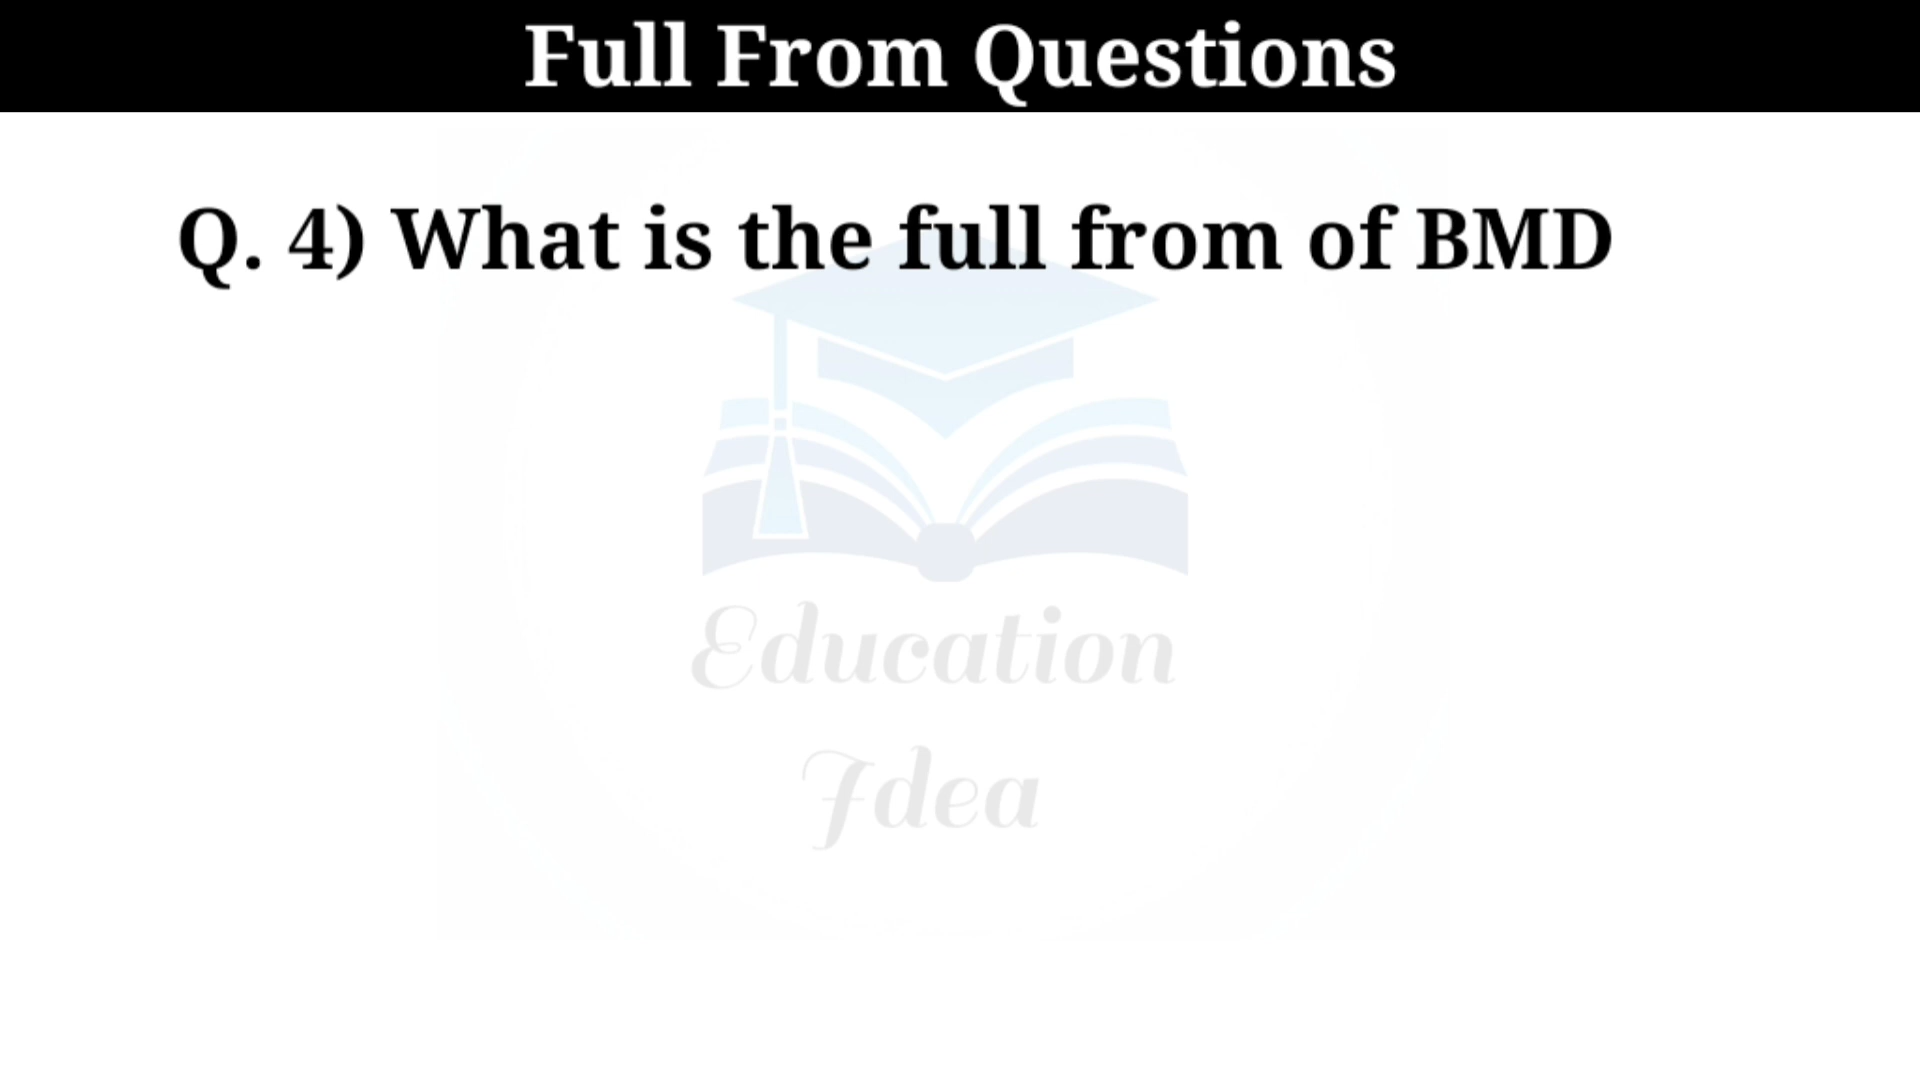 Full From Questions
Q. 4) What is the full from of BMD
Education
Idea